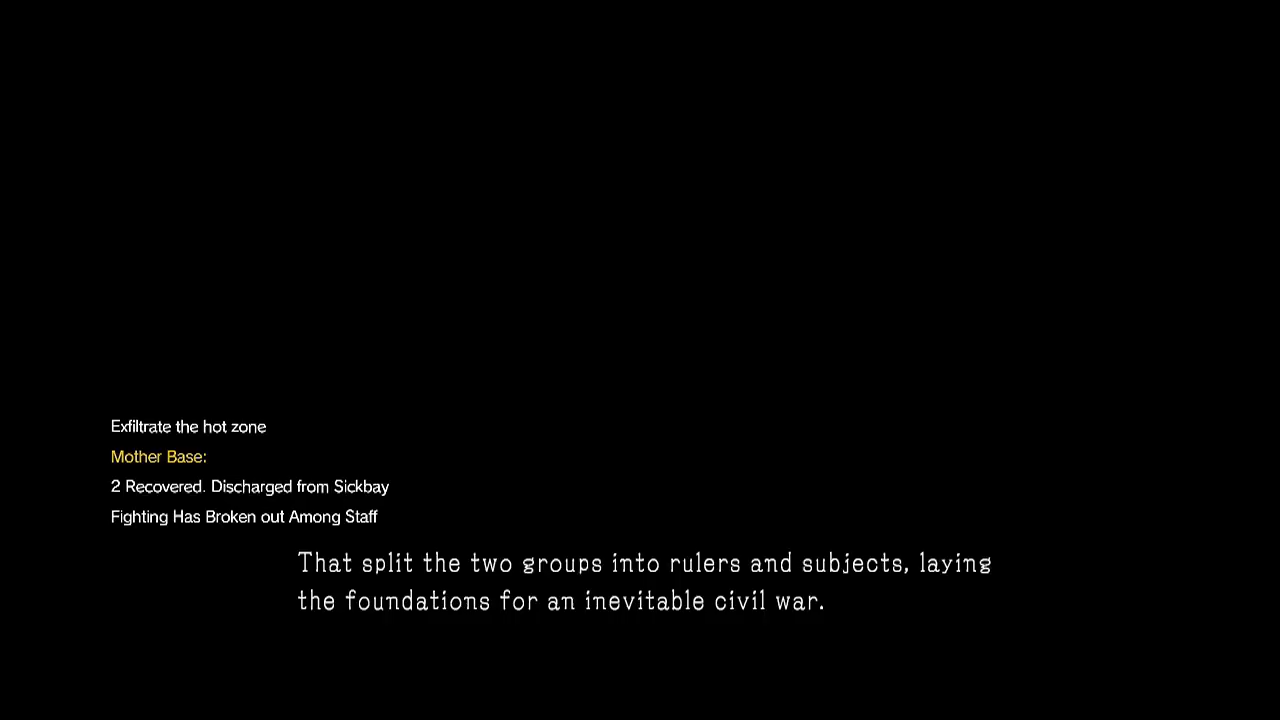 Exfiltrate the hot zone
Mother Base:
2 Recovered. Discharged from Sickbay
Fighting Has Broken out Among Staff
That split the two groups into rulers and subjects, laying
the foundations for an inevitable civil war.